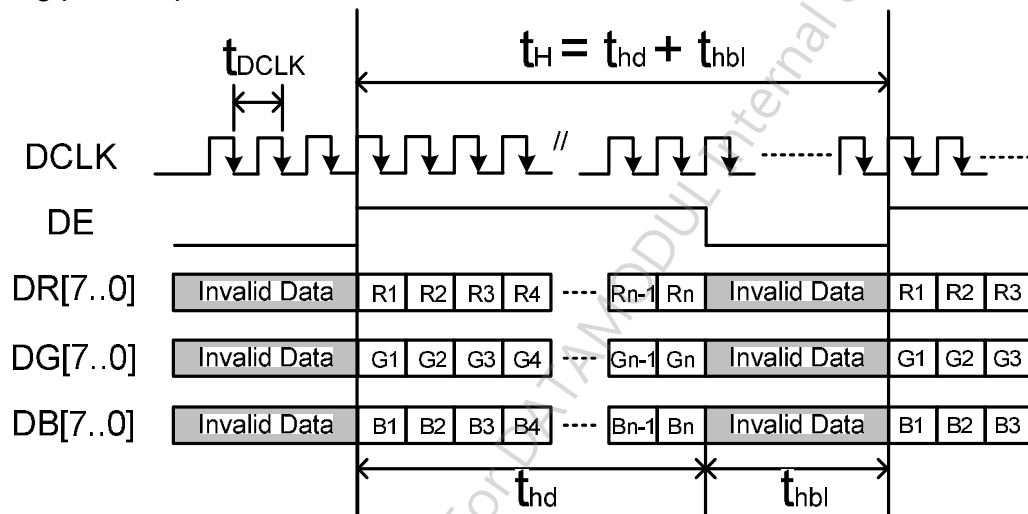 tDCLK
tH = thd + thbl
DCLK
//
DE
DR[7..0] Invalid Data R1 R2 R3 R4 ---- Rn-1 Rn Invalid Data R1 R2 R3
DG[7..0] Invalid Data G1 G2 G3 G4 ---- Gn-1 Gn Invalid Data G1 G2 G3
DB[7..0] Invalid Data B1 B2 B3 B4 ---- Bn-1 Bn Invalid Data B1 B2 B3
thd thbl
for DATAMODUL Internal